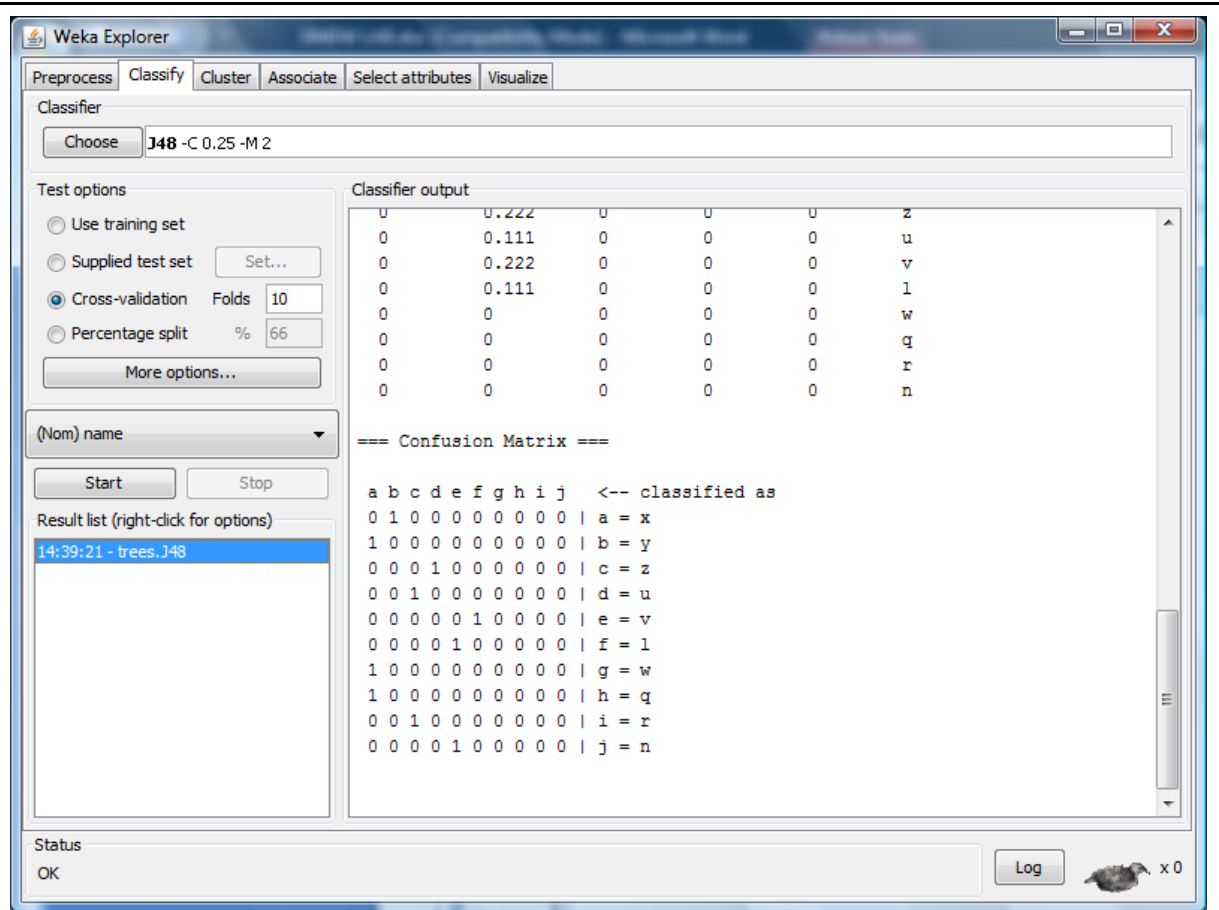 Weka Explorer
Preprocess Classify Cluster Associate Select attributes Visualize
Classifier
Choose J48 -C 0.25 -M 2
Test options
Use training set
Supplied test set Set...
Cross-validation Folds 10
Percentage split % 66
More options...
(Nom) name
Start Stop
Result list (right-click for options)
14:39:21 - trees.J48
Classifier output
0 0.222 0 0 0 z
0 0.111 0 0 0 u
0 0.222 0 0 0 v
0 0.111 0 0 0 l
0 0 0 0 0 w
0 0 0 0 0 q
0 0 0 0 0 r
0 0 0 0 0 n
=== Confusion Matrix ===
a b c d e f g h i j <-- classified as
0 1 0 0 0 0 0 0 0 0 | a = x
1 0 0 0 0 0 0 0 0 0 | b = y
0 0 0 1 0 0 0 0 0 0 | c = z
0 0 1 0 0 0 0 0 0 0 | d = u
0 0 0 0 0 1 0 0 0 0 | e = v
0 0 0 0 1 0 0 0 0 0 | f = l
1 0 0 0 0 0 0 0 0 0 | g = w
1 0 0 0 0 0 0 0 0 0 | h = q
0 0 1 0 0 0 0 0 0 0 | i = r
0 0 0 0 1 0 0 0 0 0 | j = n
Status
OK
Log
x 0